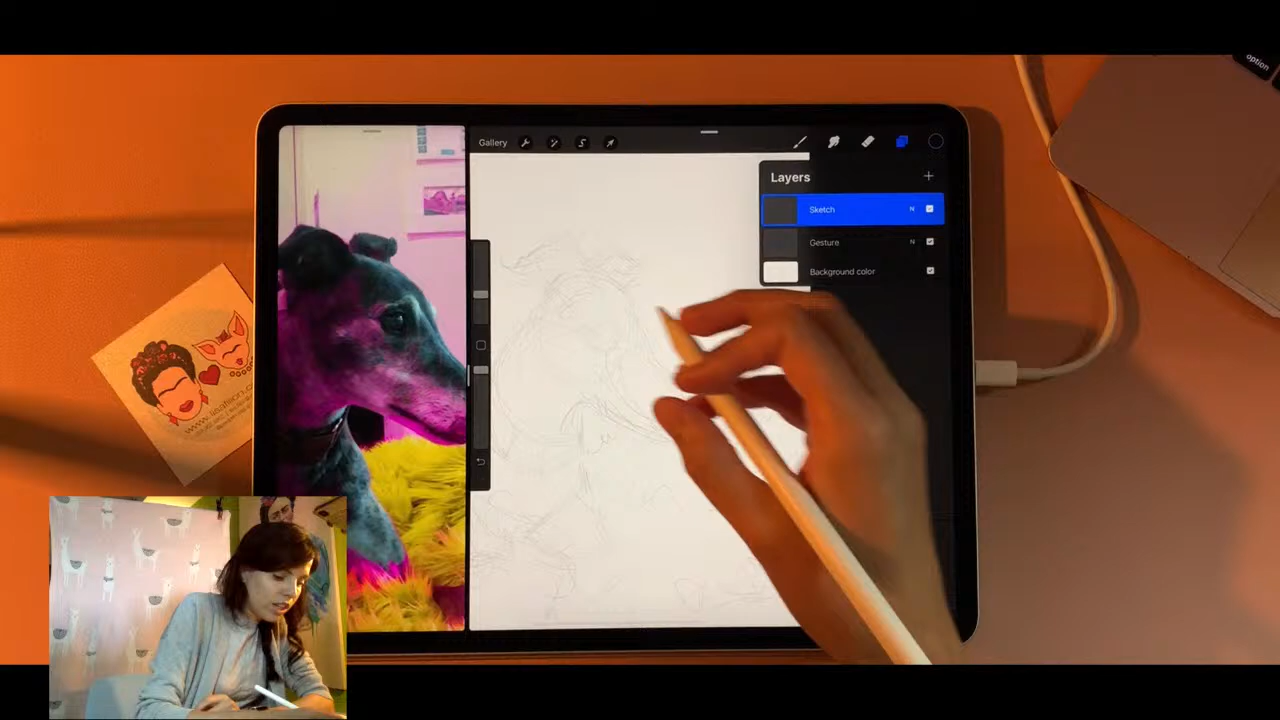 option
Gallery
Layers
Sketch N
Gesture N
Background color